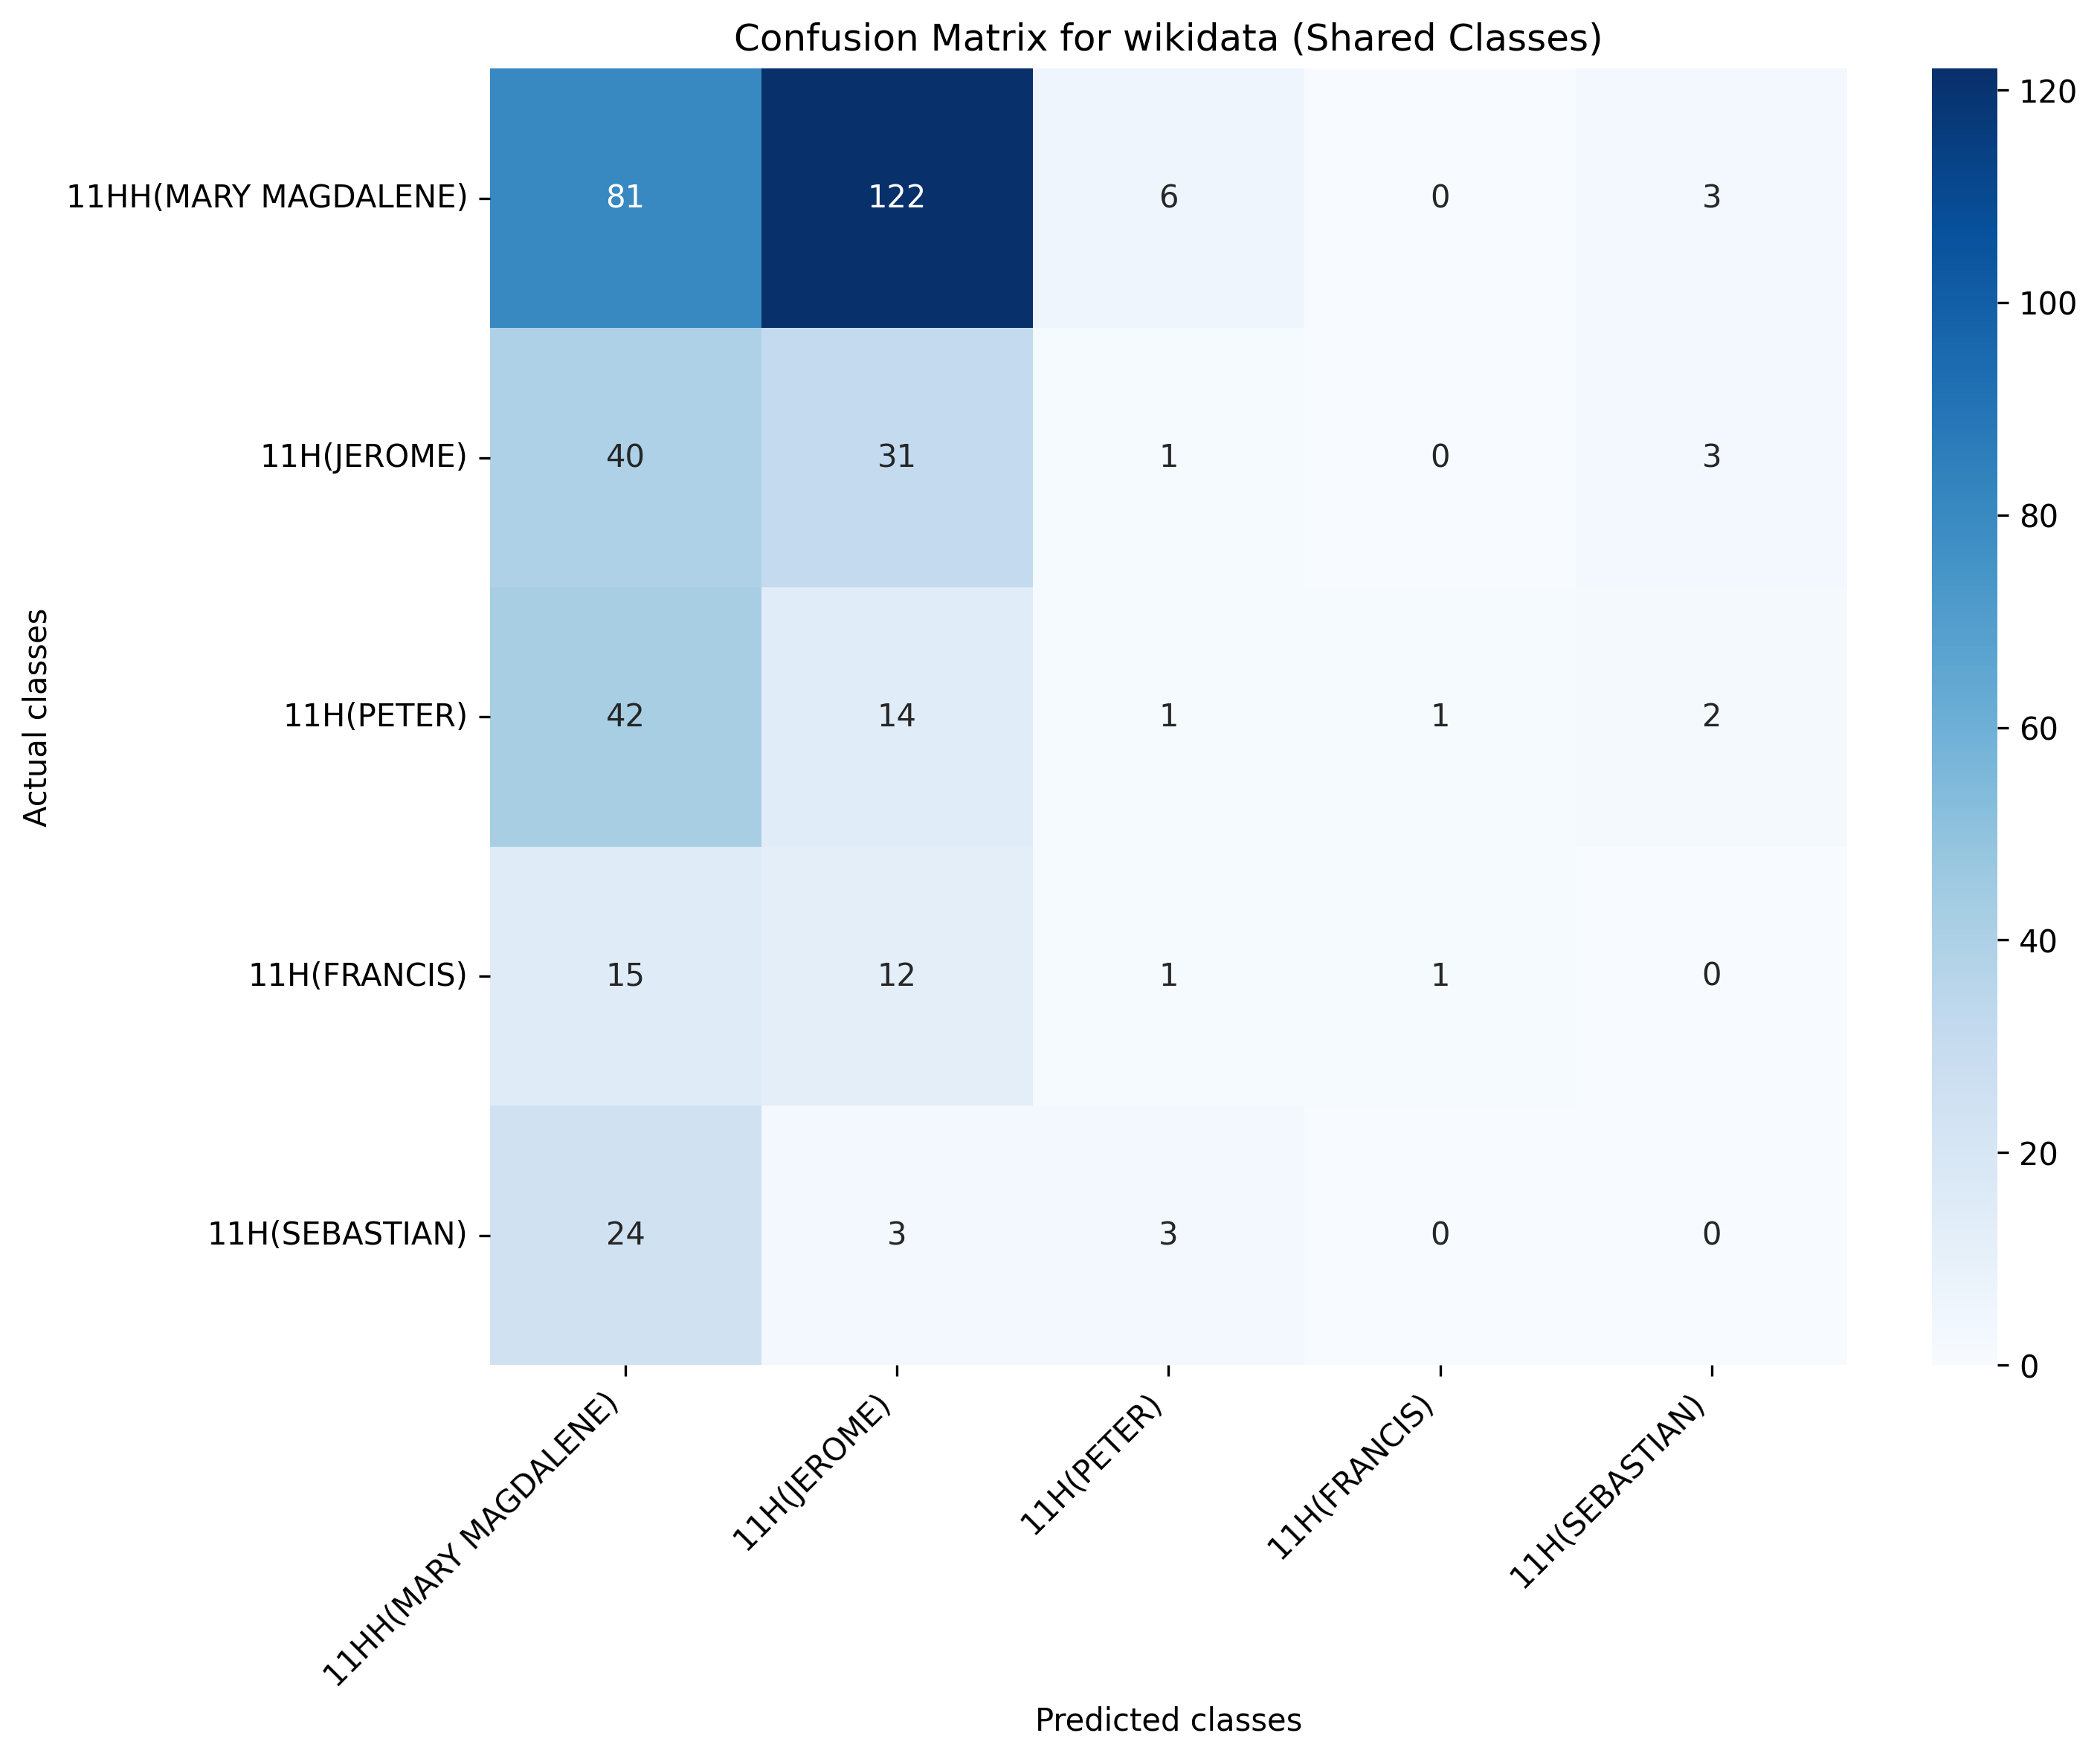 Confusion Matrix for wikidata (Shared Classes)
11HH(MARY MAGDALENE) 81 122 6 0 3
11H(JEROME) 40 31 1 0 3
11H(PETER) 42 14 1 1 2
11H(FRANCIS) 15 12 1 1 0
11H(SEBASTIAN) 24 3 3 0 0
Actual classes
11HH(MARY MAGDALENE)
11H(JEROME)
11H(PETER)
11H(FRANCIS)
11H(SEBASTIAN)
Predicted classes
120
100
80
60
40
20
0